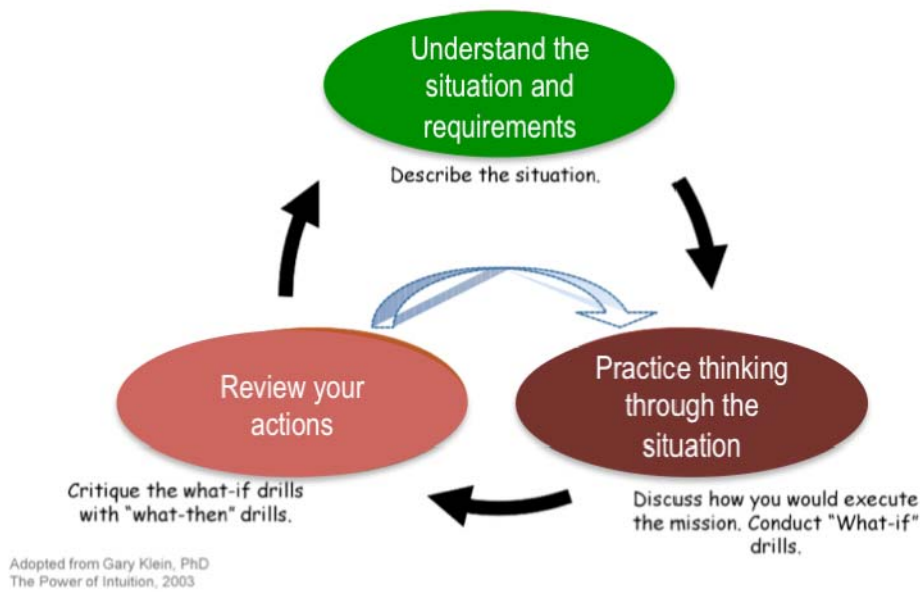 Understand the
situation and
requirements
Describe the situation.
Review your
actions
Practice thinking
through the
situation
Critique the what-if drills
with "what-then" drills.
Discuss how you would execute
the mission. Conduct "What-if"
drills.
Adopted from Gary Klein, PhD
The Power of Intuition, 2003